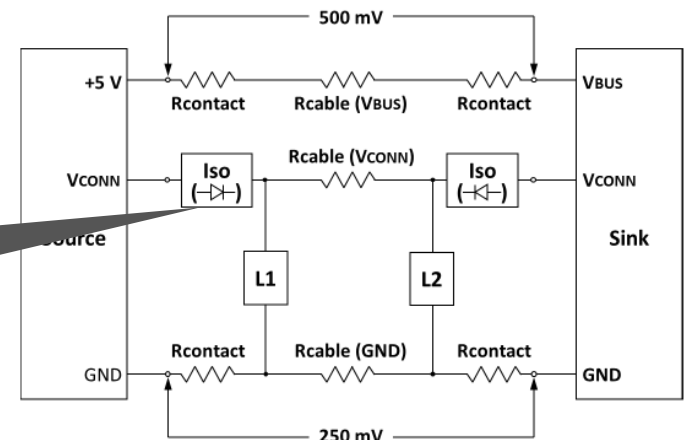 500 mV
+5 V
Rcontact Rcable (VBUS) Rcontact
VBUS
Rcable (VCONN)
VCONN Iso Iso VCONN
Sink
L1 L2
Rcontact Rcable (GND) Rcontact
GND GND
250 mV